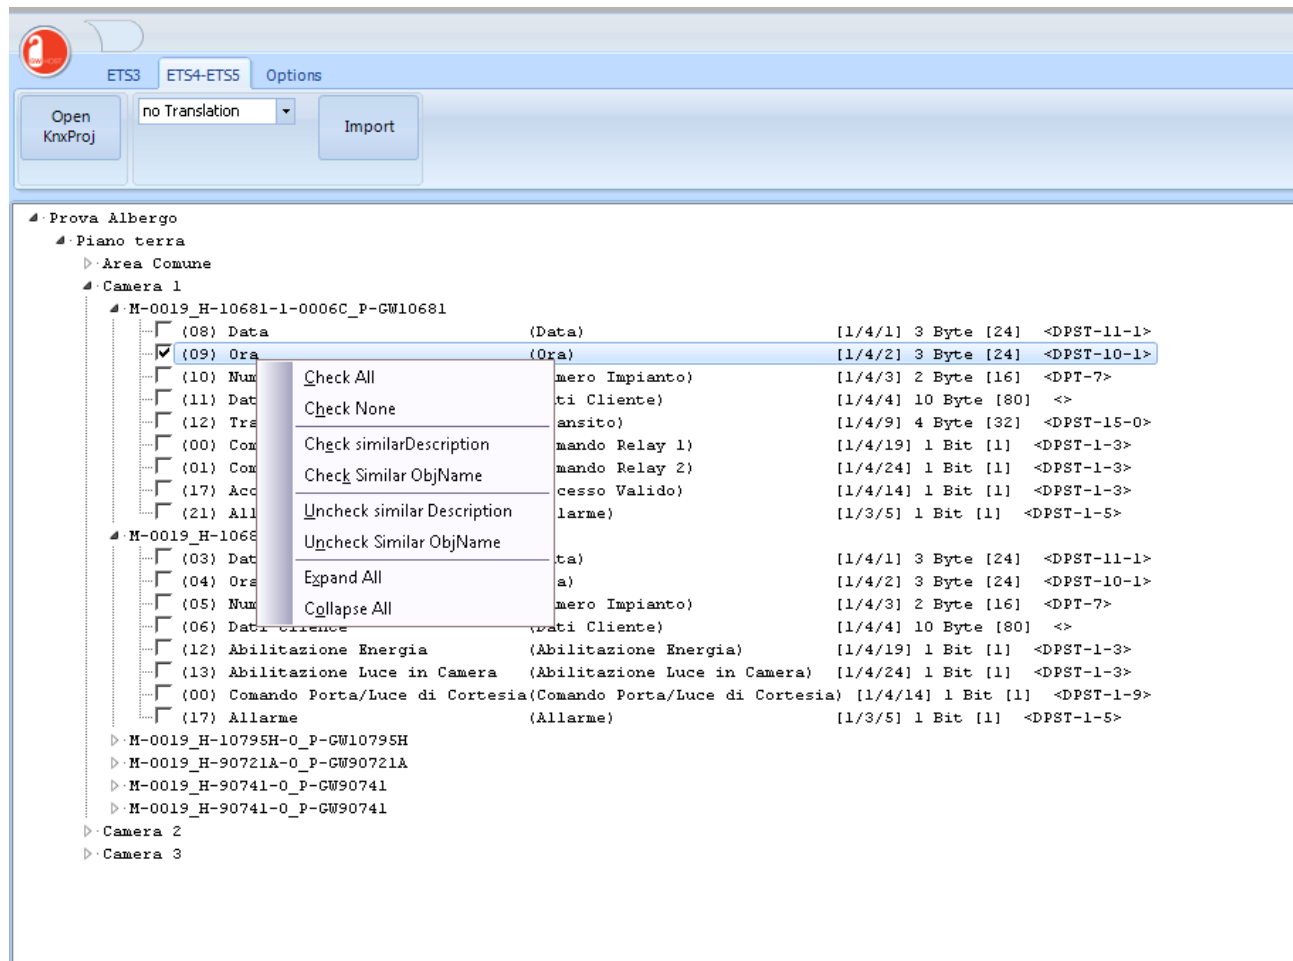 GW-HOST
ETS3 ETS4-ETS5 Options
Open KnxProj
no Translation
Import
Prova Albergo
Piano terra
Area Comune
Camera 1
M-0019_H-10681-1-0006C_P-GW10681
(08) Data (Data) [1/4/1] 3 Byte [24] <DPST-11-1>
(09) Ora (Ora) [1/4/2] 3 Byte [24] <DPST-10-1>
(10) Num mero Impianto) [1/4/3] 2 Byte [16] <DPT-7>
(11) Dat ti Cliente) [1/4/4] 10 Byte [80] <>
(12) Tra ansito) [1/4/9] 4 Byte [32] <DPST-15-0>
(00) Com mando Relay 1) [1/4/19] 1 Bit [1] <DPST-1-3>
(01) Com mando Relay 2) [1/4/24] 1 Bit [1] <DPST-1-3>
(17) Acc cesso Valido) [1/4/14] 1 Bit [1] <DPST-1-3>
(21) All larme) [1/3/5] 1 Bit [1] <DPST-1-5>
M-0019_H-1068
(03) Dat ta) [1/4/1] 3 Byte [24] <DPST-11-1>
(04) Ora a) [1/4/2] 3 Byte [24] <DPST-10-1>
(05) Num mero Impianto) [1/4/3] 2 Byte [16] <DPT-7>
(06) Dati Cliente (Dati Cliente) [1/4/4] 10 Byte [80] <>
(12) Abilitazione Energia (Abilitazione Energia) [1/4/19] 1 Bit [1] <DPST-1-3>
(13) Abilitazione Luce in Camera (Abilitazione Luce in Camera) [1/4/24] 1 Bit [1] <DPST-1-3>
(00) Comando Porta/Luce di Cortesia(Comando Porta/Luce di Cortesia) [1/4/14] 1 Bit [1] <DPST-1-9>
(17) Allarme (Allarme) [1/3/5] 1 Bit [1] <DPST-1-5>
M-0019_H-10795H-0_P-GW10795H
M-0019_H-90721A-0_P-GW90721A
M-0019_H-90741-0_P-GW90741
M-0019_H-90741-0_P-GW90741
Camera 2
Camera 3
Check All
Check None
Check similarDescription
Check Similar ObjName
Uncheck similar Description
Uncheck Similar ObjName
Expand All
Collapse All